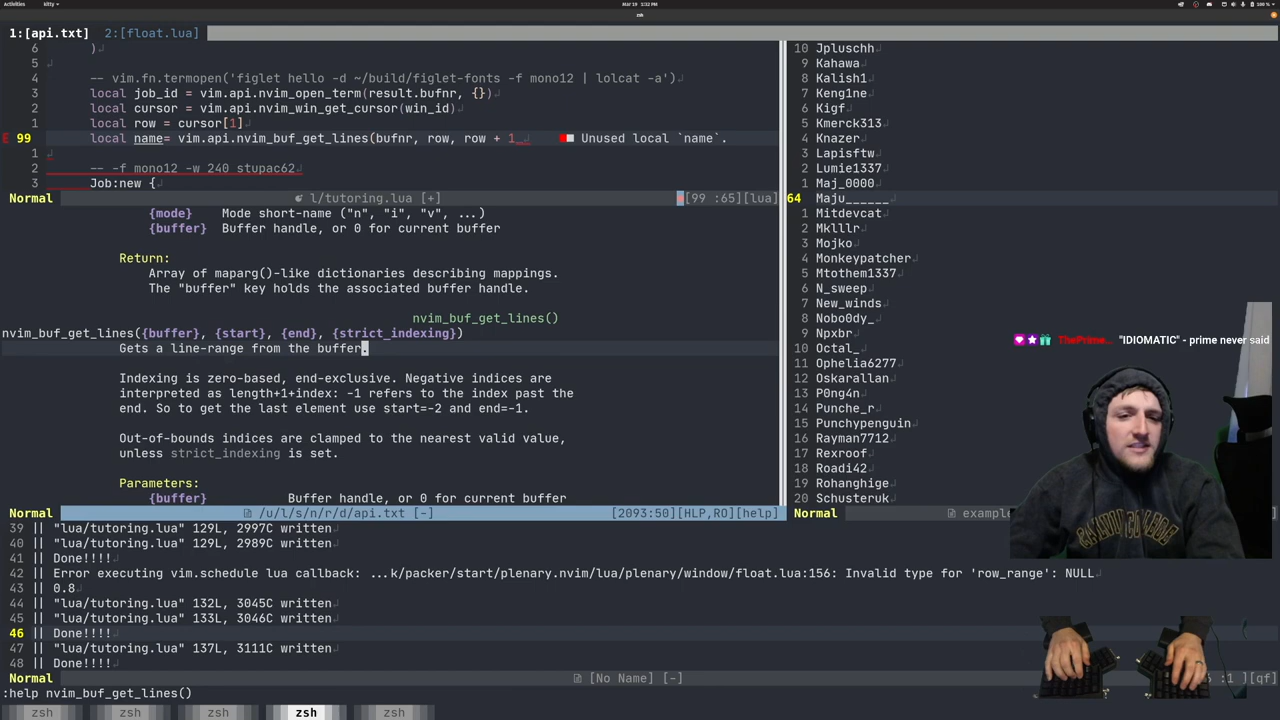 Activities
kitty
Mar 19 1:32 PM
100 %
zsh
1:[api.txt] 2:[float.lua]
6 )
5
4 -- vim.fn.termopen('figlet hello -d ~/build/figlet-fonts -f mono12 | lolcat -a')
3 local job_id = vim.api.nvim_open_term(result.bufnr, {})
2 local cursor = vim.api.nvim_win_get_cursor(win_id)
1 local row = cursor[1]
E 99 local name= vim.api.nvim_buf_get_lines(bufnr, row, row + 1 Unused local `name`.
1
2 -- -f mono12 -w 240 stupac62
3 Job:new {
Normal l/tutoring.lua [+] [99 :65][lua]
{mode} Mode short-name ("n", "i", "v", ...)
{buffer} Buffer handle, or 0 for current buffer
Return:
Array of maparg()-like dictionaries describing mappings.
The "buffer" key holds the associated buffer handle.
nvim_buf_get_lines()
nvim_buf_get_lines({buffer}, {start}, {end}, {strict_indexing})
Gets a line-range from the buffer.
Indexing is zero-based, end-exclusive. Negative indices are
interpreted as length+1+index: -1 refers to the index past the
end. So to get the last element use start=-2 and end=-1.
Out-of-bounds indices are clamped to the nearest valid value,
unless strict_indexing is set.
Parameters:
{buffer} Buffer handle, or 0 for current buffer
Normal /u/l/s/n/r/d/api.txt [-] [2093:50][HLP,RO][help]
10 Jpluschh
9 Kahawa
8 Kalish1
7 Keng1ne
6 Kigf
5 Kmerck313
4 Knazer
3 Lapisftw
2 Lumie1337
1 Maj_0000
64 Maju______
1 Mitdevcat
2 Mklllr
3 Mojko
4 Monkeypatcher
5 Mtothem1337
6 N_sweep
7 New_winds
8 Nobo0dy_
9 Npxbr
10 Octal_
11 Ophelia6277
12 Oskarallan
13 P0ng4n
14 Punche_r
15 Punchypenguin
16 Rayman7712
17 Rexroof
18 Roadi42
19 Rohanghige
20 Schusteruk
Normal example
ThePrime... "IDIOMATIC" - prime never said
39 || "lua/tutoring.lua" 129L, 2997C written
40 || "lua/tutoring.lua" 129L, 2989C written
41 || Done!!!!
42 || Error executing vim.schedule lua callback: ...k/packer/start/plenary.nvim/lua/plenary/window/float.lua:156: Invalid type for 'row_range': NULL
43 || 0.8
44 || "lua/tutoring.lua" 132L, 3045C written
45 || "lua/tutoring.lua" 133L, 3046C written
46 || Done!!!!
47 || "lua/tutoring.lua" 137L, 3111C written
48 || Done!!!!
Normal [No Name] [-] :1 ][qf]
:help nvim_buf_get_lines()
zsh zsh zsh zsh zsh